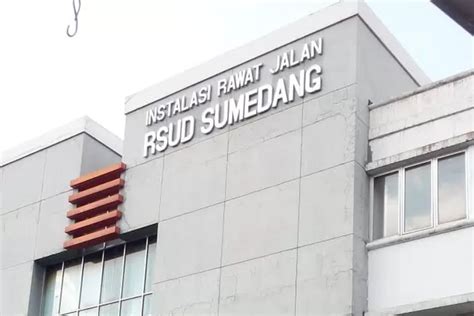 INSTALASI RAWAT JALAN
RSUD SUMEDANG